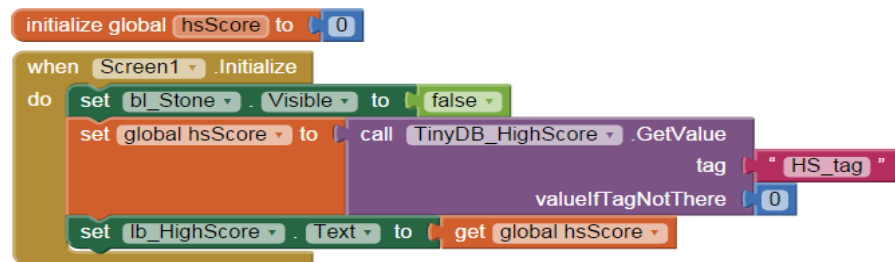 initialize global hsScore to 0
when Screen1 .Initialize
do set bl_Stone . Visible to false
set global hsScore to call TinyDB_HighScore .GetValue
tag " HS_tag "
valueIfTagNotThere 0
set lb_HighScore . Text to get global hsScore